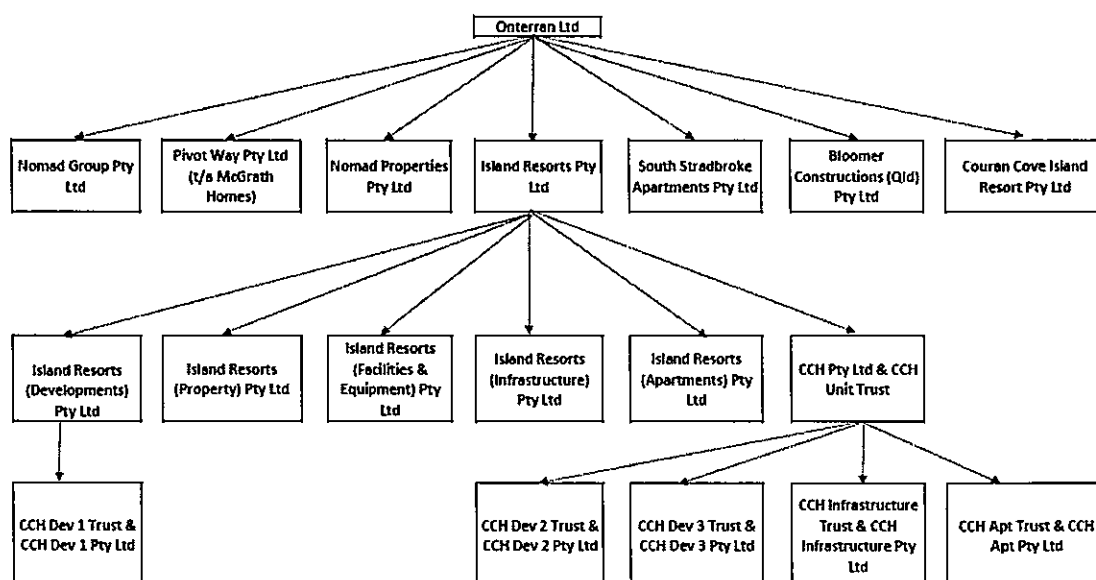 Onterran Ltd
Nomad Group Pty
Ltd
Pivot Way Pty Ltd
(t/a McGrath
Homes)
Nomad Properties
Pty Ltd
Island Resorts Pty
Ltd
South Stradbroke
Apartments Pty Ltd
Bloomer
Constructions (Qld)
Pty Ltd
Couran Cove Island
Resort Pty Ltd
Island Resorts
(Developments)
Pty Ltd
Island Resorts
(Property) Pty Ltd
Island Resorts
(Facilities &
Equipment) Pty
Ltd
Island Resorts
(Infrastructure)
Pty Ltd
Island Resorts
(Apartments) Pty
Ltd
CCH Pty Ltd & CCH
Unit Trust
CCH Dev 1 Trust &
CCH Dev 1 Pty Ltd
CCH Dev 2 Trust &
CCH Dev 2 Pty Ltd
CCH Dev 3 Trust &
CCH Dev 3 Pty Ltd
CCH Infrastructure
Trust & CCH
Infrastructure Pty
Ltd
CCH Apt Trust & CCH
Apt Pty Ltd